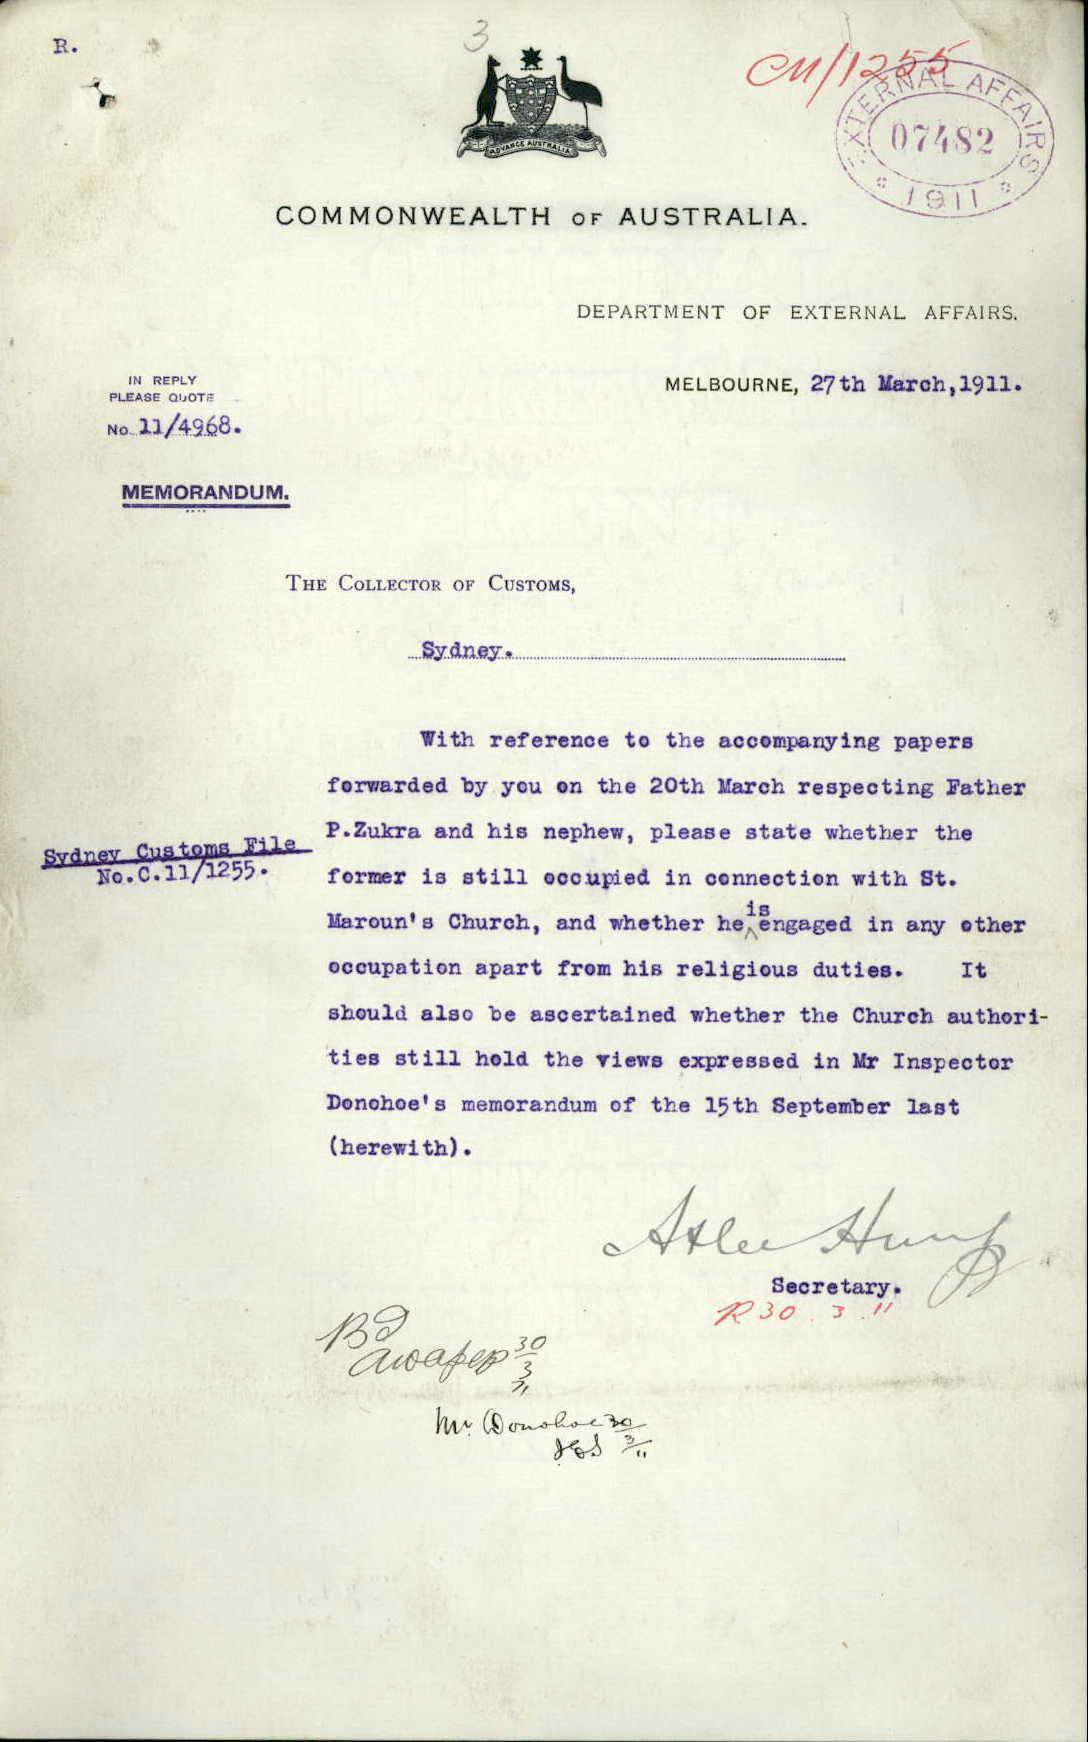 R.
3
C11/1255
ADVANCE AUSTRALIA
EXTERNAL AFFAIRS
07482
1911
COMMONWEALTH OF AUSTRALIA.
DEPARTMENT OF EXTERNAL AFFAIRS.
IN REPLY
PLEASE QUOTE
No. 11/4968.
MELBOURNE, 27th March, 1911.
MEMORANDUM.
THE COLLECTOR OF CUSTOMS,
Sydney.
With reference to the accompanying papers
forwarded by you on the 20th March respecting Father
P.Zukra and his nephew, please state whether the
Sydney Customs File
No.C.11/1255.
former is still occupied in connection with St.
Maroun's Church, and whether he is engaged in any other
occupation apart from his religious duties. It
should also be ascertained whether the Church authori-
ties still hold the views expressed in Mr Inspector
Donohoe's memorandum of the 15th September last
(herewith).
Atlee Hunt
Secretary.
R 30.3.11
30
3
11
Mr. Donohoe 30
3/11